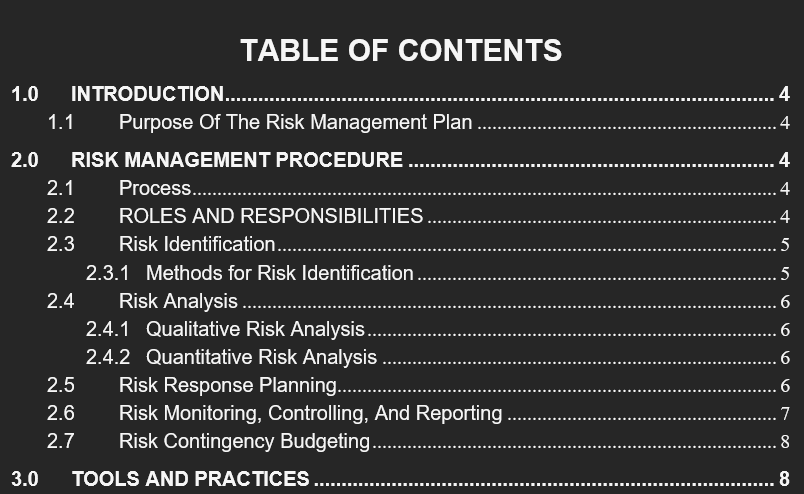 TABLE OF CONTENTS
1.0 INTRODUCTION.................................................................................................. 4
1.1 Purpose Of The Risk Management Plan ..................................................... 4
2.0 RISK MANAGEMENT PROCEDURE ................................................................. 4
2.1 Process........................................................................................................ 4
2.2 ROLES AND RESPONSIBILITIES............................................................... 4
2.3 Risk Identification......................................................................................... 5
2.3.1 Methods for Risk Identification................................................................ 5
2.4 Risk Analysis ............................................................................................... 6
2.4.1 Qualitative Risk Analysis......................................................................... 6
2.4.2 Quantitative Risk Analysis ...................................................................... 6
2.5 Risk Response Planning.............................................................................. 6
2.6 Risk Monitoring, Controlling, And Reporting ............................................... 7
2.7 Risk Contingency Budgeting........................................................................ 8
3.0 TOOLS AND PRACTICES .................................................................................. 8